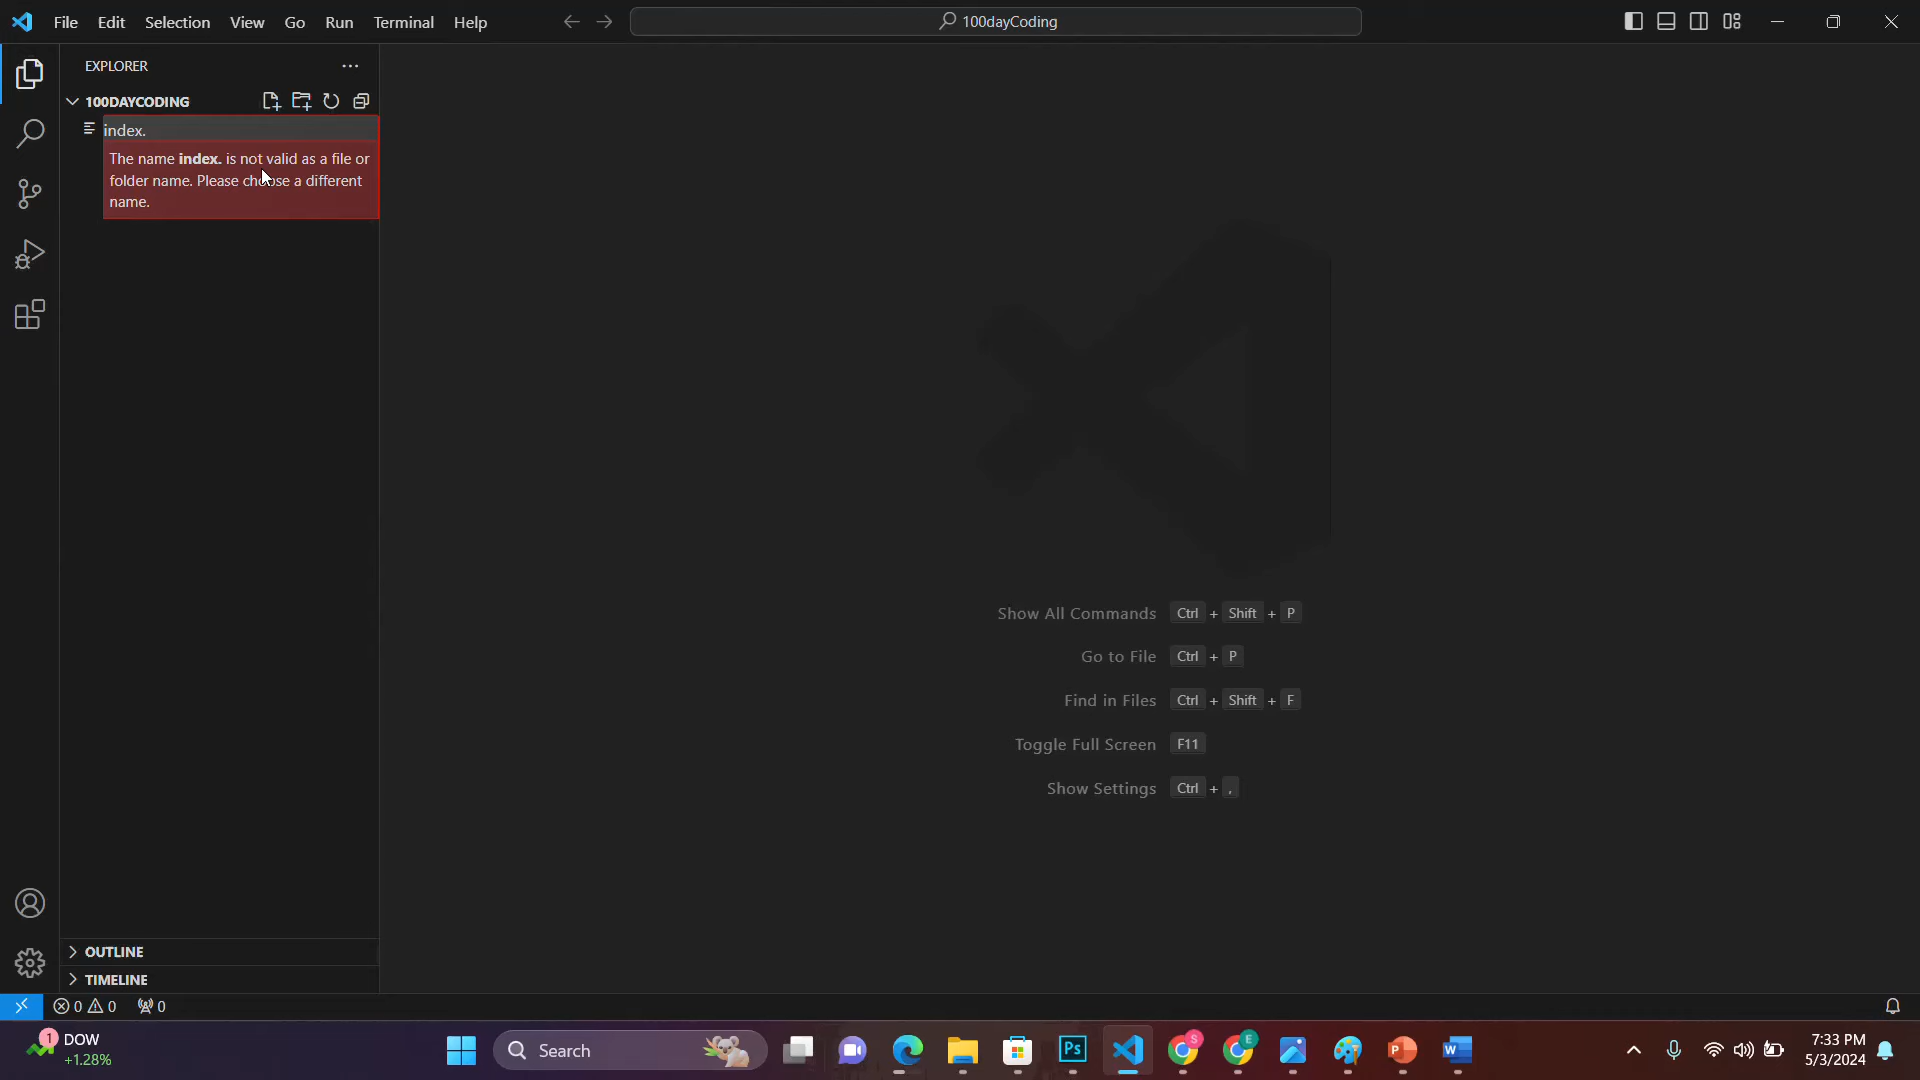 File Edit Selection View Go Run Terminal Help
100dayCoding
EXPLORER
100DAYCODING
index.
The name index. is not valid as a file or
folder name. Please choose a different
name.
Show All Commands Ctrl + Shift + P
Go to File Ctrl + P
Find in Files Ctrl + Shift + F
Toggle Full Screen F11
Show Settings Ctrl + ,
OUTLINE
TIMELINE
0 0 0
1 DOW
+1.28%
Search
Ps
S
E
P
W
7:33 PM
5/3/2024